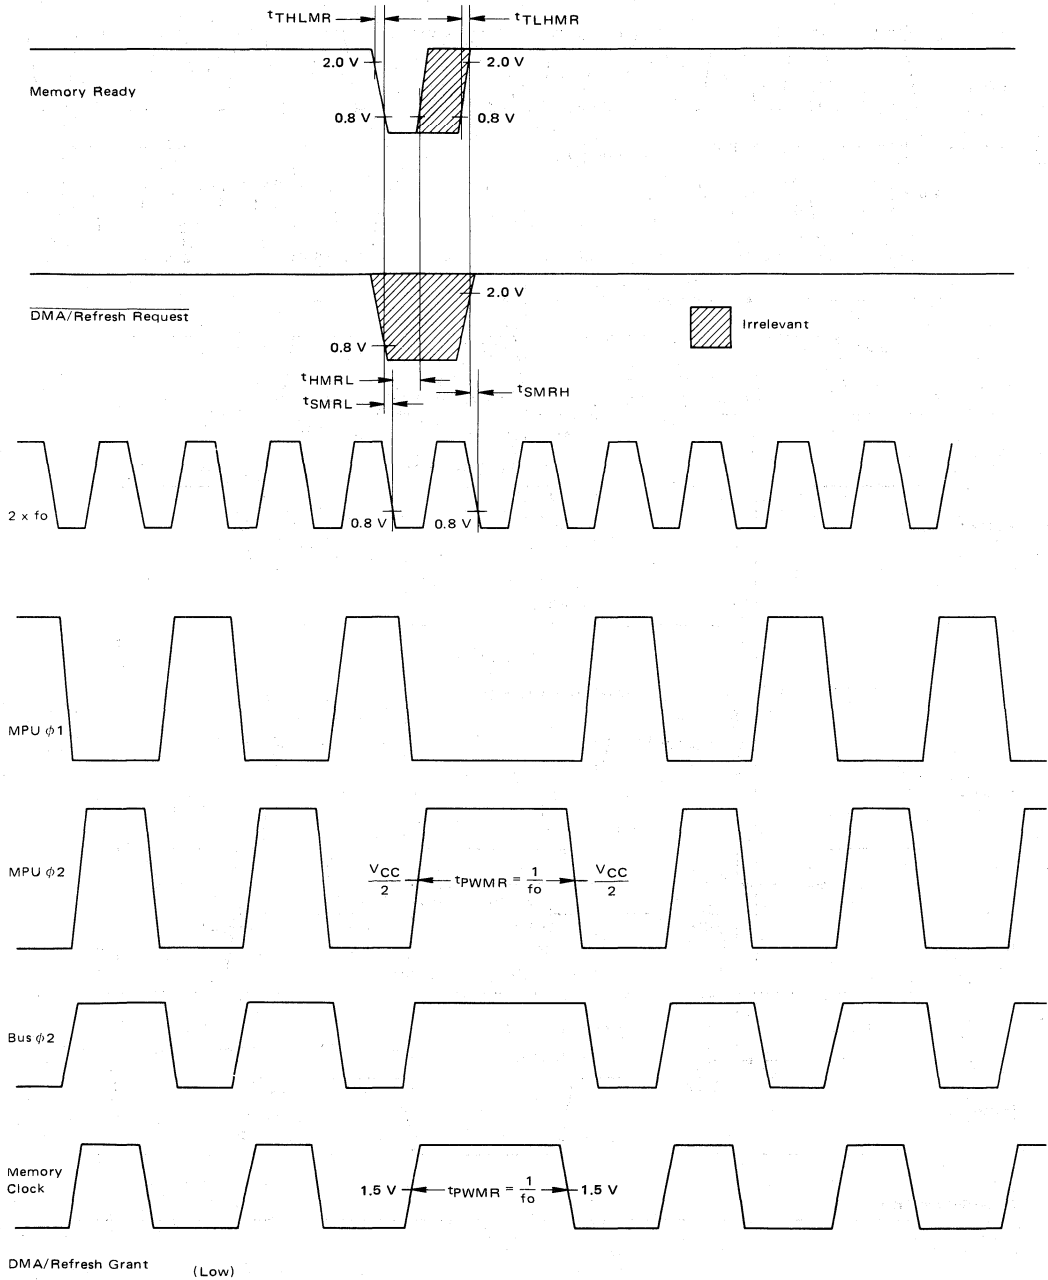 tTHLMR
tTLHMR
2.0 V
2.0 V
Memory Ready
0.8 V
0.8 V
2.0 V
DMA/Refresh Request
Irrelevant
0.8 V
tHMRL
tSMRH
tSMRL
2 x fo
0.8 V
0.8 V
MPU ϕ1
MPU ϕ2
VCC/2
tPWMR = 1/fo
VCC/2
Bus ϕ2
Memory
Clock
1.5 V
tPWMR = 1/fo
1.5 V
DMA/Refresh Grant
(Low)